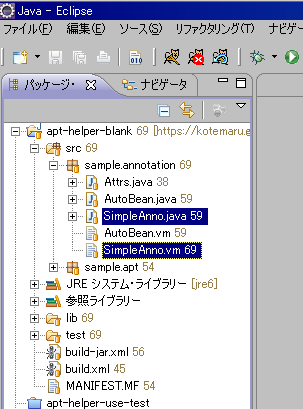 Java - Eclipse
ファイル(F) 編集(E) ソース(S) リファクタリング(T) ナビゲー
パッケージ・ ナビゲータ
apt-helper-blank 69 [https://kotemaru.g
src 69
sample.annotation 69
Attrs.java 38
AutoBean.java 59
SimpleAnno.java 59
AutoBean.vm 69
SimpleAnno.vm 69
sample.apt 54
JRE システム・ライブラリー [jre6]
参照ライブラリー
lib 69
test 69
build-jar.xml 56
build.xml 45
MANIFEST.MF 54
apt-helper-use-test